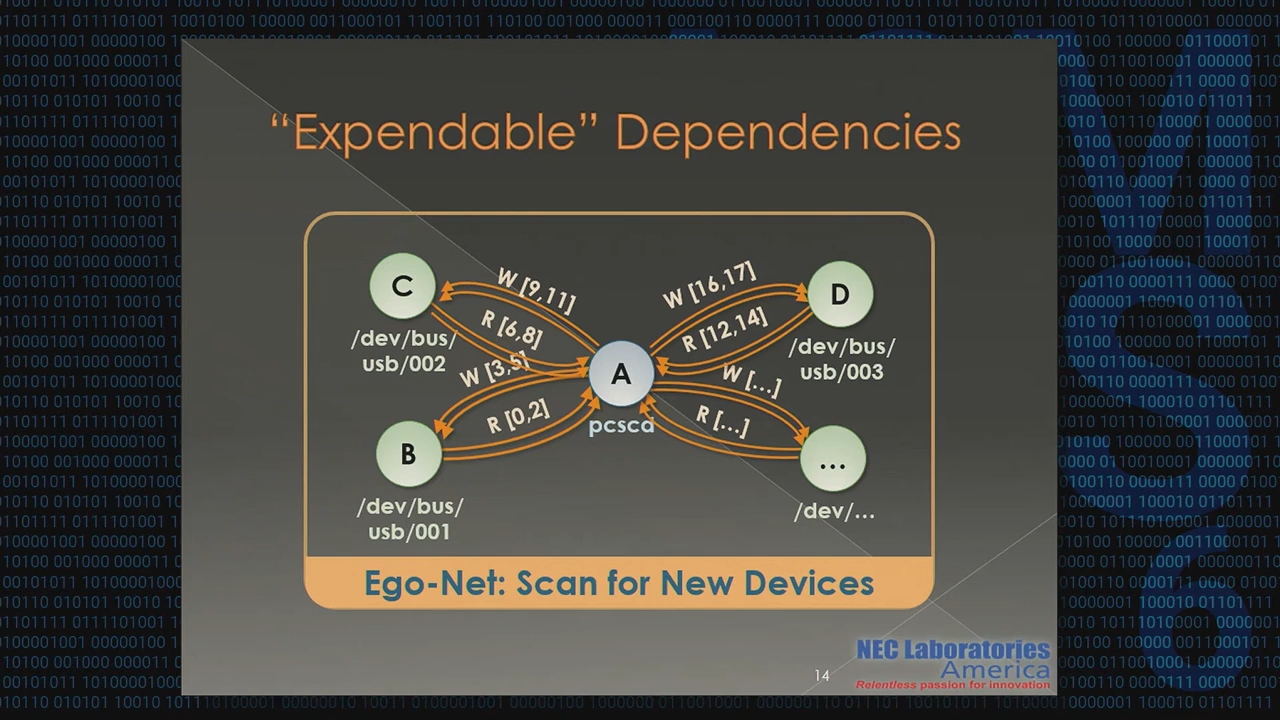 “Expendable” Dependencies
C
/dev/bus/
usb/002
W [9,11]
R [6,8]
W [3,5]
R [0,2]
B
/dev/bus/
usb/001
A
pcscd
W [16,17]
R [12,14]
D
/dev/bus/
usb/003
W [...]
R [...]
...
/dev/...
Ego-Net: Scan for New Devices
14
NEC Laboratories
America
Relentless passion for innovation